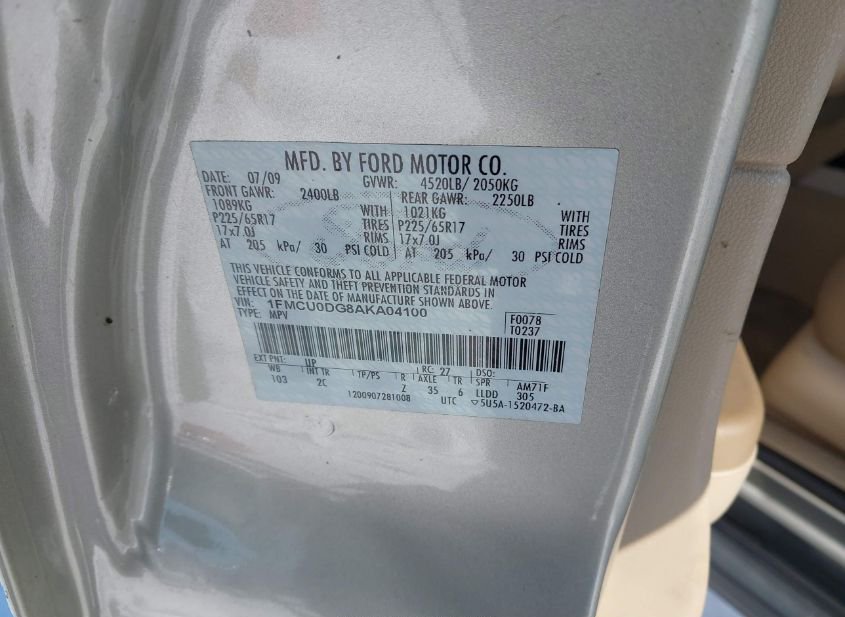 MFD. BY FORD MOTOR CO.
DATE: 07/09 GVWR: 4520LB/ 2050KG
FRONT GAWR: 2400LB REAR GAWR: 2250LB
1089KG WITH 1021KG WITH
P225/65R17 TIRES P225/65R17 TIRES
17x7.0J RIMS 17x7.0J RIMS
AT 205 kPa/ 30 PSI COLD AT 205 kPa/ 30 PSI COLD
THIS VEHICLE CONFORMS TO ALL APPLICABLE FEDERAL MOTOR
VEHICLE SAFETY AND THEFT PREVENTION STANDARDS IN
EFFECT ON THE DATE OF MANUFACTURE SHOWN ABOVE.
VIN: 1FMCU0DG8AKA04100 F0078
TYPE: MPV T0237
EXT PNT: UP RC: 27 DSO:
WB INT TR TP/PS R AXLE TR SPR AM71F
103 2C Z 35 6 LLDD 305
1200907281008 UTC ▽5U5A-1520472-BA